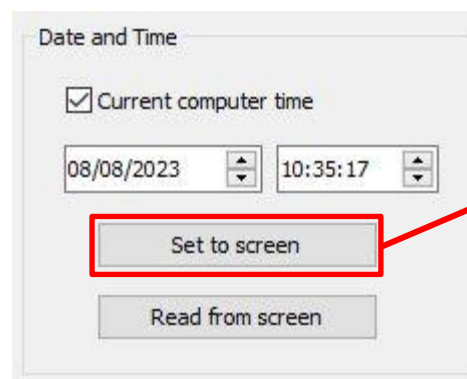 Date and Time
Current computer time
08/08/2023 10:35:17
Set to screen
Read from screen